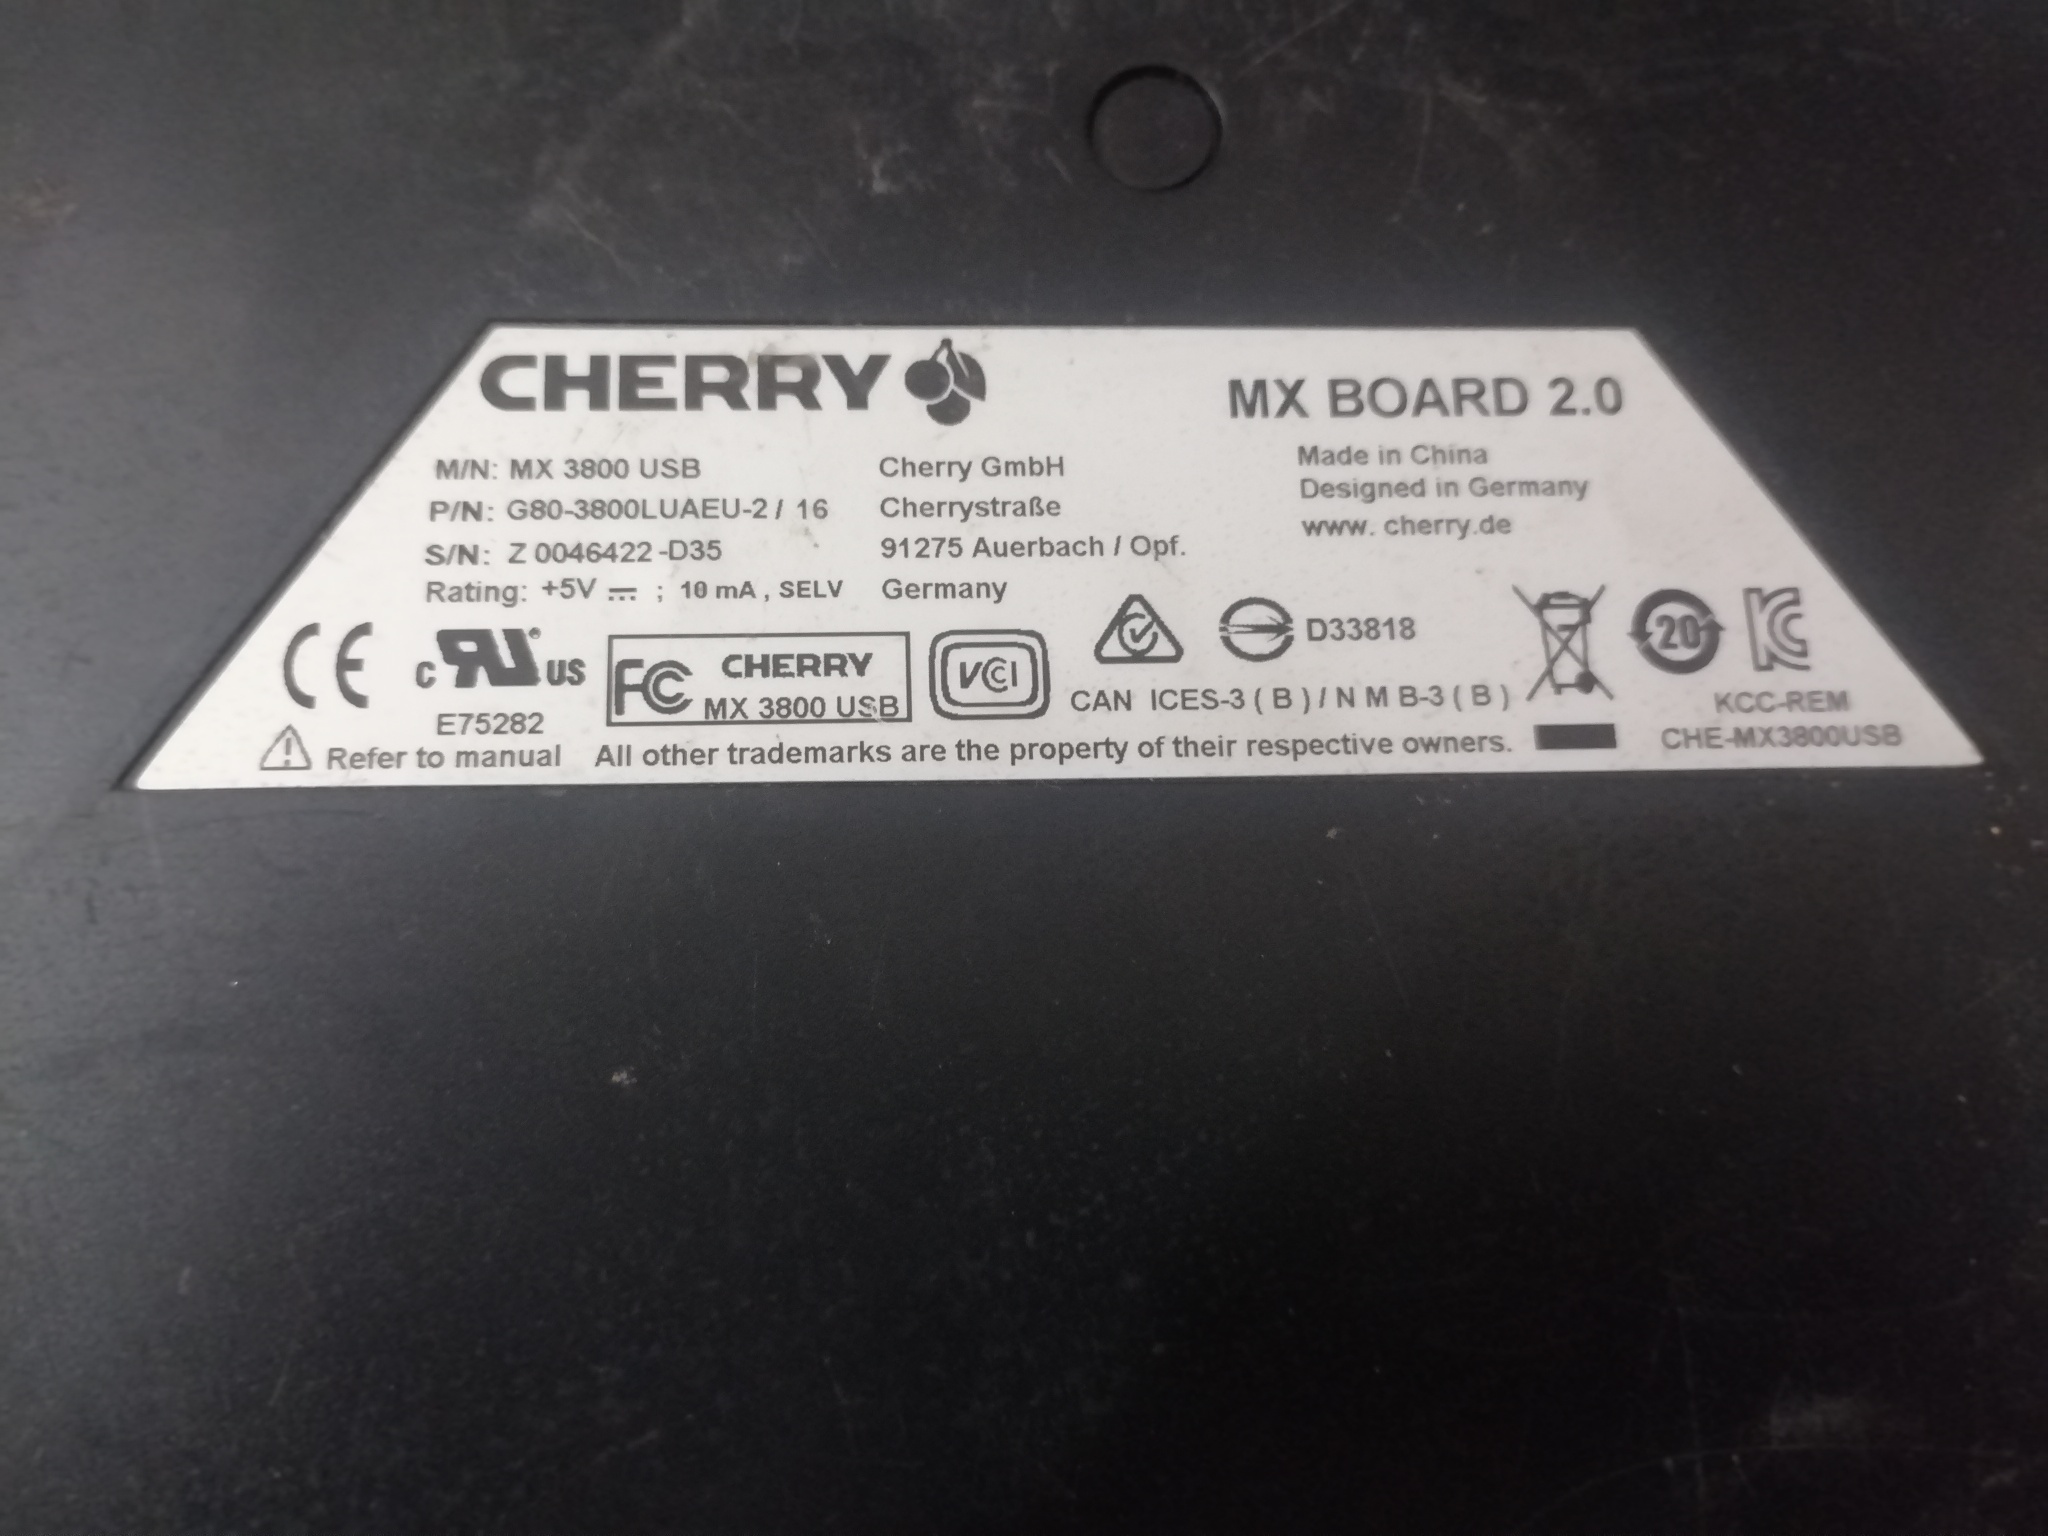 CHERRY
MX BOARD 2.0
M/N: MX 3800 USB
P/N: G80-3800LUAEU-2 / 16
S/N: Z 0046422-D35
Rating: +5V ⎓ ; 10 mA, SELV
Cherry GmbH
Cherrystraße
91275 Auerbach / Opf.
Germany
Made in China
Designed in Germany
www. cherry.de
CE
c RU ® US
E75282
FC CHERRY
MX 3800 USB
VCCI
D33818
CAN ICES-3 ( B ) / N M B-3 ( B )
20
KC
KCC-REM
CHE-MX3800USB
Refer to manual
All other trademarks are the property of their respective owners.